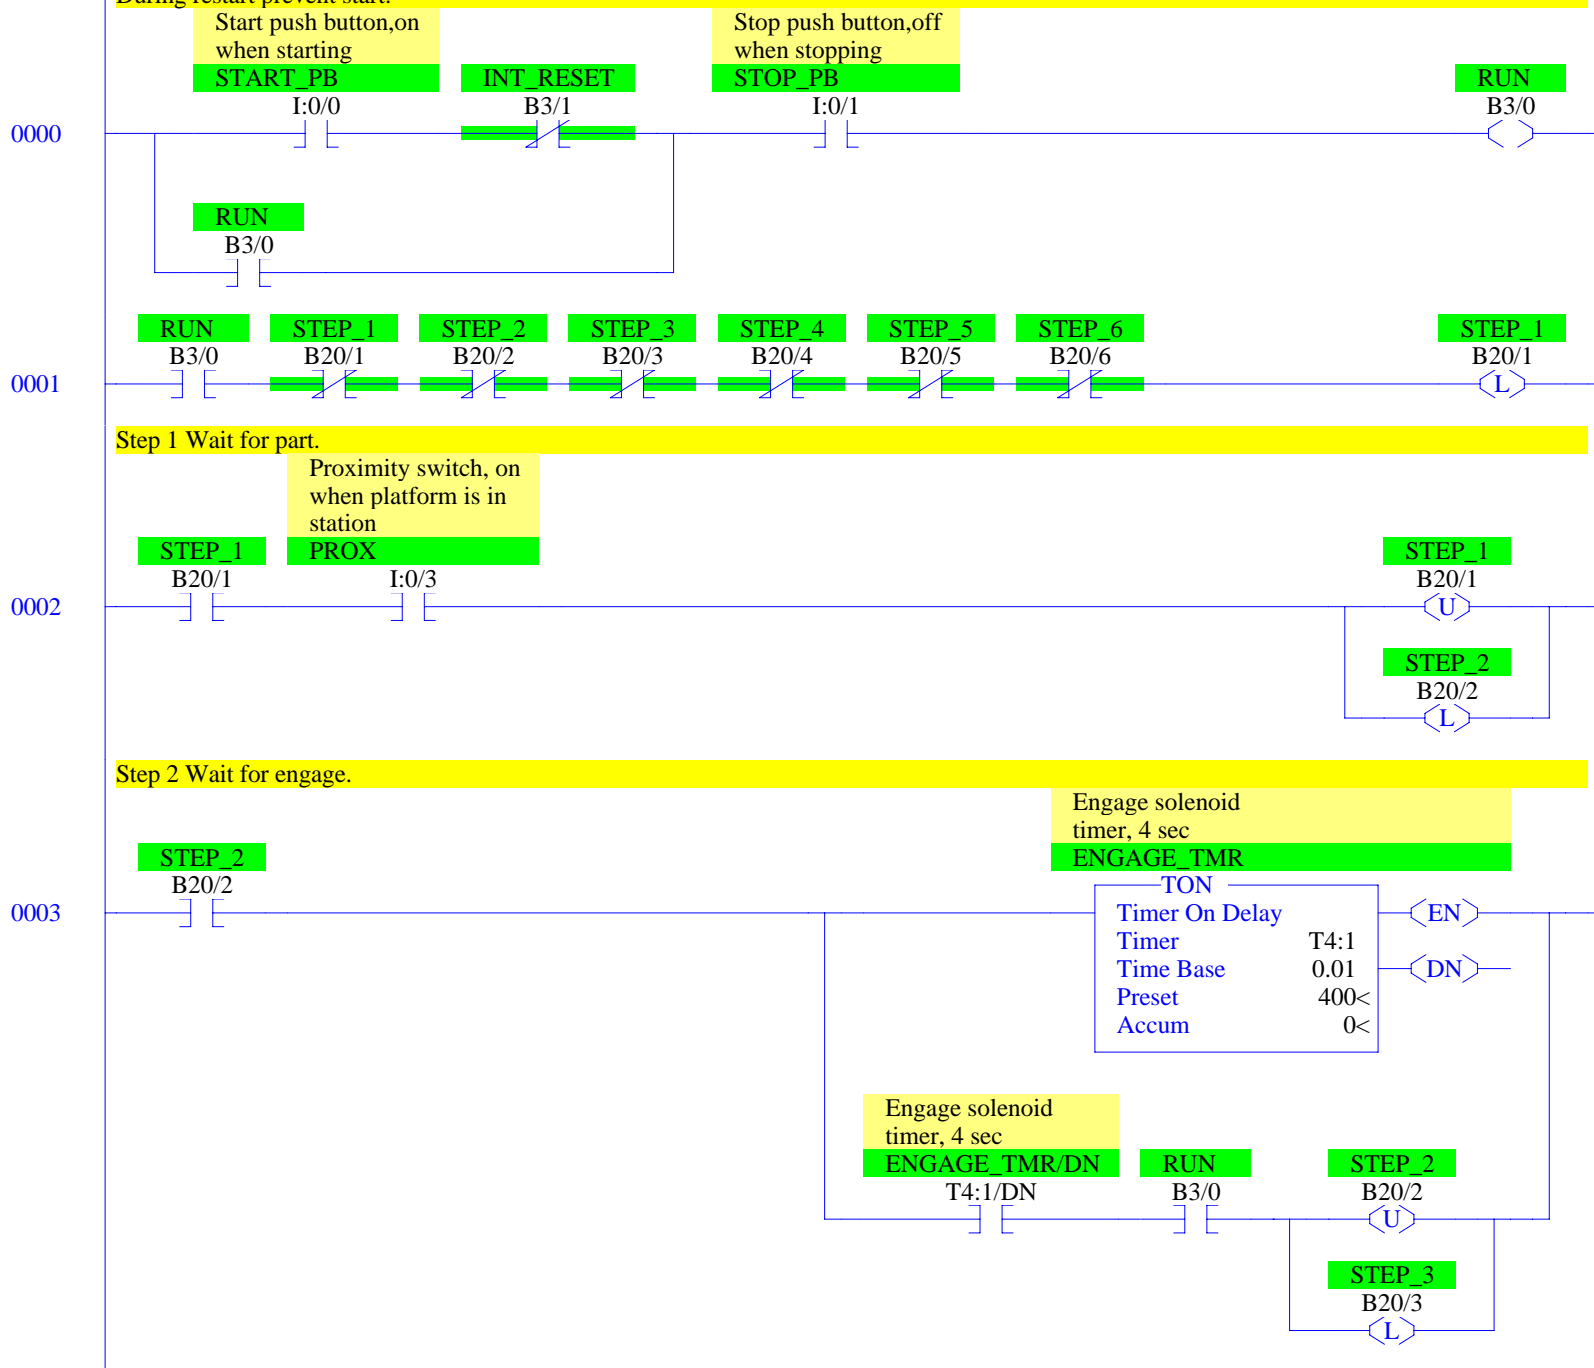 During restart prevent start.
Start push button,on
when starting
START_PB
I:0/0
INT_RESET
B3/1
Stop push button,off
when stopping
STOP_PB
I:0/1
RUN
B3/0
0000
RUN
B3/0
RUN
B3/0
STEP_1
B20/1
STEP_2
B20/2
STEP_3
B20/3
STEP_4
B20/4
STEP_5
B20/5
STEP_6
B20/6
STEP_1
B20/1
0001
L
Step 1 Wait for part.
Proximity switch, on
when platform is in
station
STEP_1
B20/1
PROX
I:0/3
STEP_1
B20/1
0002
U
STEP_2
B20/2
L
Step 2 Wait for engage.
Engage solenoid
timer, 4 sec
ENGAGE_TMR
STEP_2
B20/2
0003
TON
Timer On Delay
Timer T4:1
Time Base 0.01
Preset 400<
Accum 0<
EN
DN
Engage solenoid
timer, 4 sec
ENGAGE_TMR/DN
T4:1/DN
RUN
B3/0
STEP_2
B20/2
U
STEP_3
B20/3
L